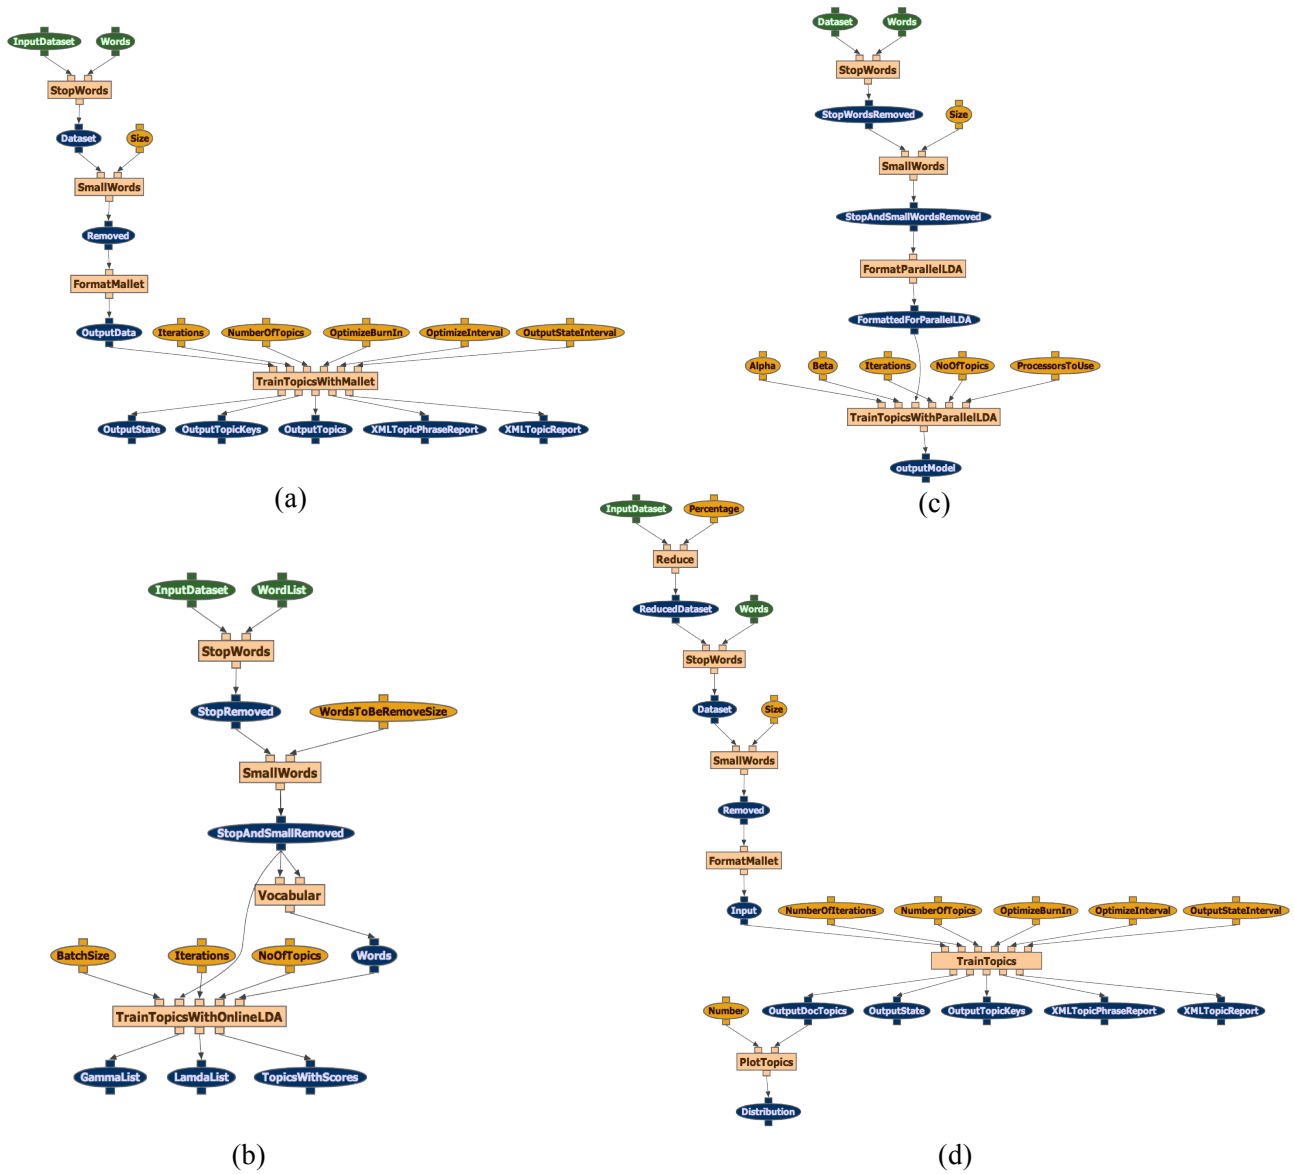 InputDataset Words
StopWords
Dataset Size
SmallWords
Removed
FormatMallet
OutputData Iterations NumberOfTopics OptimizeBurnIn OptimizeInterval OutputStateInterval
TrainTopicsWithMallet
OutputState OutputTopicKeys OutputTopics XMLTopicPhraseReport XMLTopicReport
(a)
Dataset Words
StopWords
StopWordsRemoved Size
SmallWords
StopAndSmallWordsRemoved
FormatParallelLDA
FormattedForParallelLDA
Alpha Beta Iterations NoOfTopics ProcessorsToUse
TrainTopicsWithParallelLDA
outputModel
(c)
InputDataset WordList
StopWords
StopRemoved WordsToBeRemoveSize
SmallWords
StopAndSmallRemoved
Vocabular
BatchSize Iterations NoOfTopics Words
TrainTopicsWithOnlineLDA
GammaList LamdaList TopicsWithScores
(b)
InputDataset Percentage
Reduce
ReducedDataset Words
StopWords
Dataset Size
SmallWords
Removed
FormatMallet
Input NumberOfIterations NumberOfTopics OptimizeBurnIn OptimizeInterval OutputStateInterval
TrainTopics
Number OutputDocTopics OutputState OutputTopicKeys XMLTopicPhraseReport XMLTopicReport
PlotTopics
Distribution
(d)